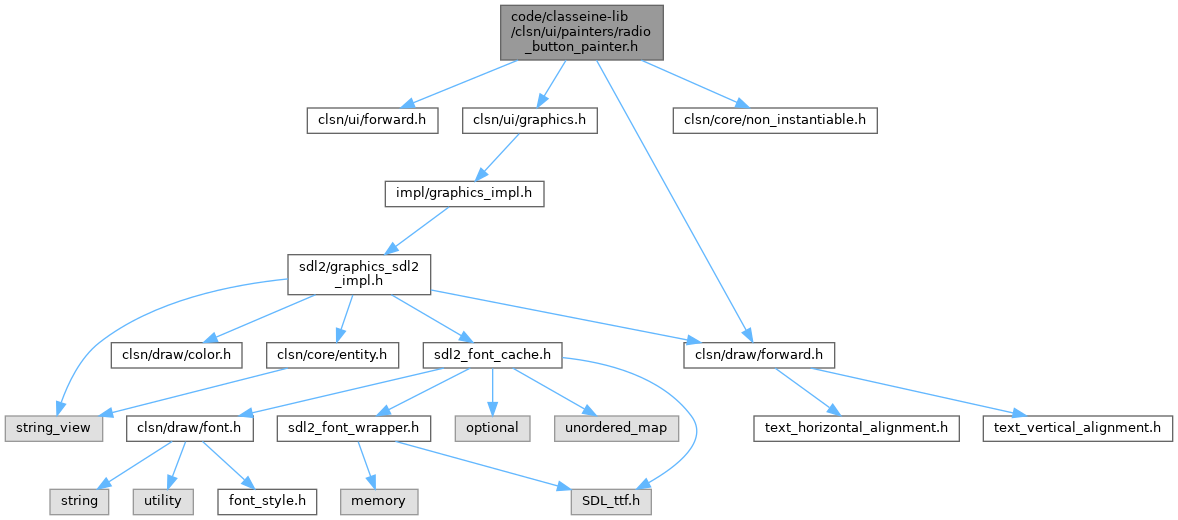 code/classeine-lib
/clsn/ui/painters/radio
_button_painter.h
clsn/ui/forward.h
clsn/ui/graphics.h
clsn/core/non_instantiable.h
impl/graphics_impl.h
sdl2/graphics_sdl2
_impl.h
clsn/draw/color.h
clsn/core/entity.h
sdl2_font_cache.h
clsn/draw/forward.h
string_view
clsn/draw/font.h
sdl2_font_wrapper.h
optional
unordered_map
text_horizontal_alignment.h
text_vertical_alignment.h
string
utility
font_style.h
memory
SDL_ttf.h